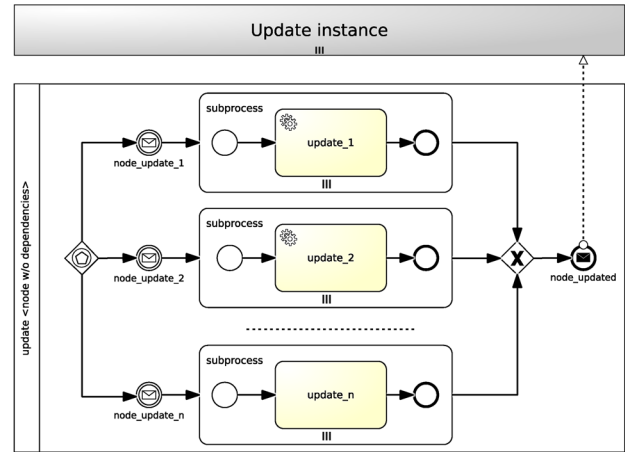 Update instance
update <node w/o dependencies>
subprocess
update_1
node_update_1
subprocess
update_2
node_update_2
node_updated
subprocess
update_n
node_update_n